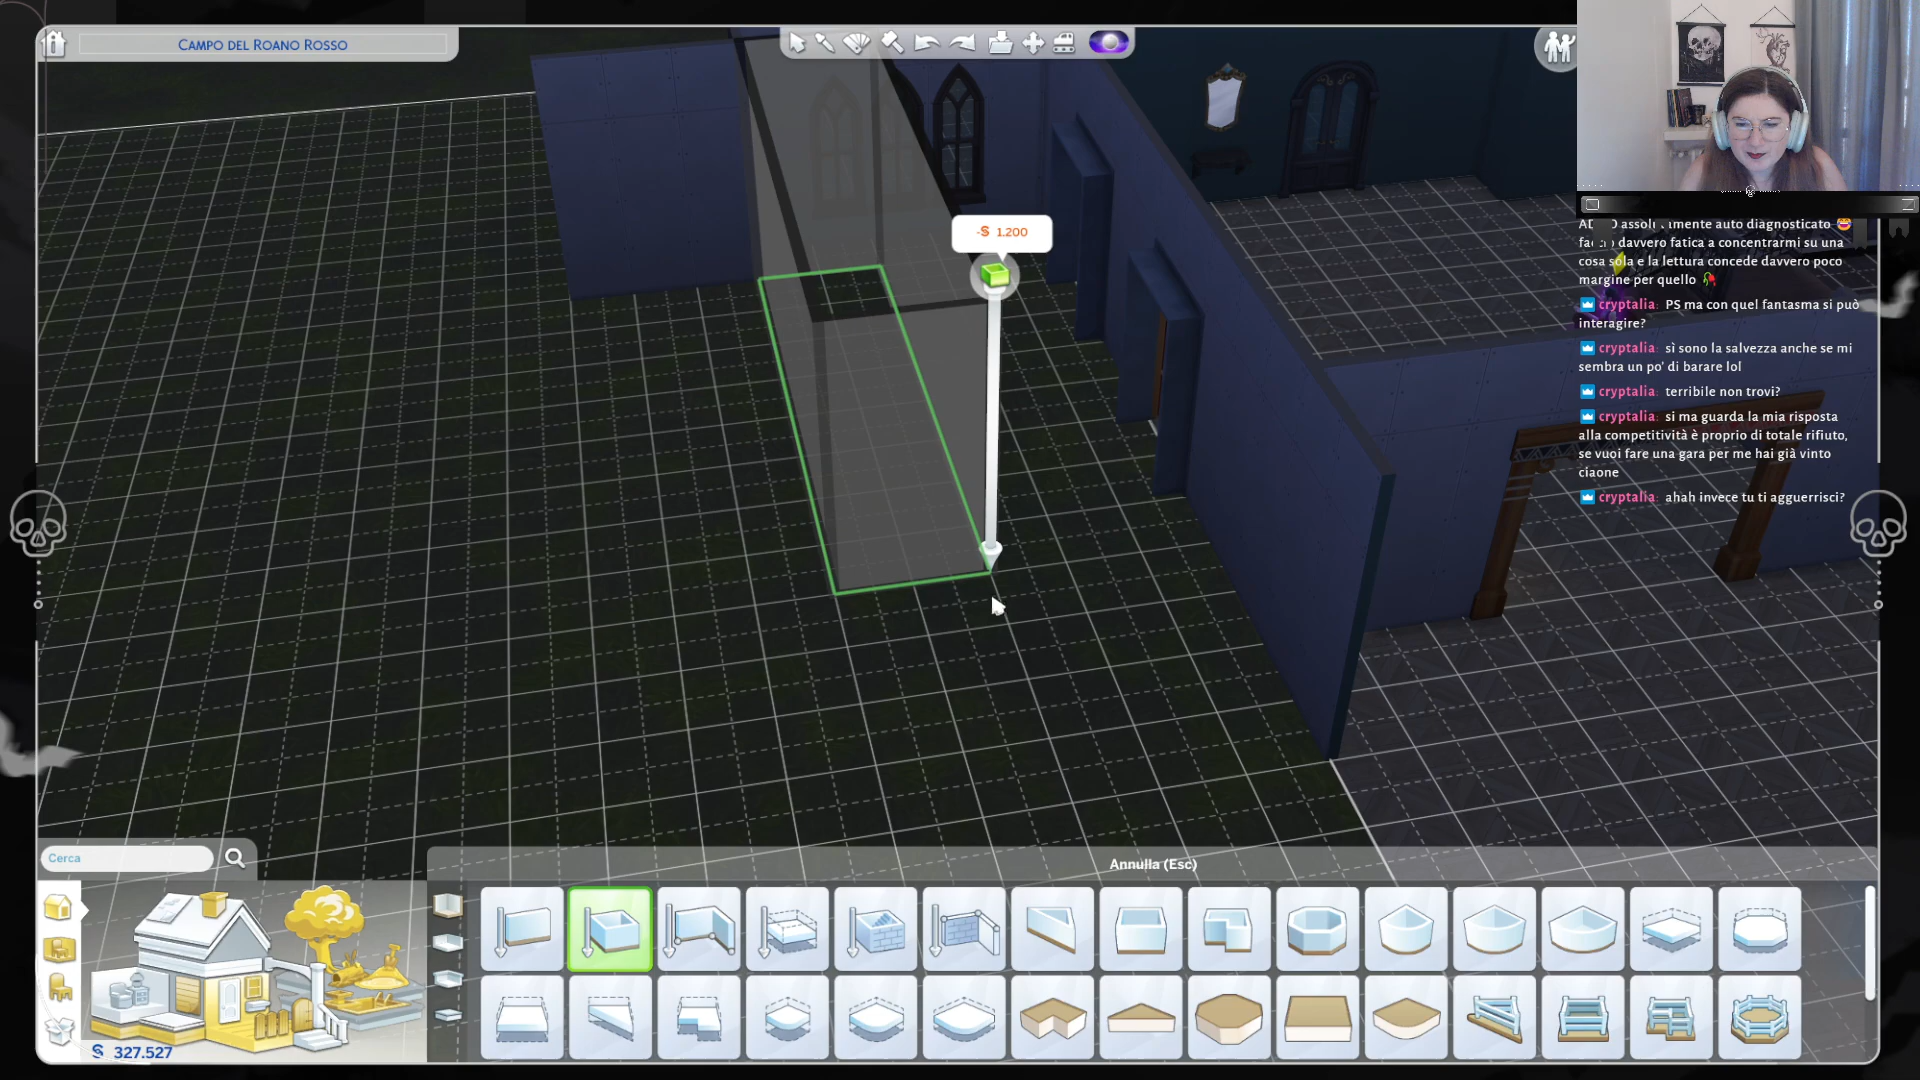 CAMPO DEL ROANO ROSSO
-§ 1.200
davvero fatica a concentrarmi su una
cosa sola e la lettura concede davvero poco
margine per quello
cryptalia: PS ma con quel fantasma si può
interagire?
cryptalia: sì sono la salvezza anche se mi
sembra un po' di barare lol
cryptalia: terribile non trovi?
cryptalia: si ma guarda la mia risposta
alla competitività è proprio di totale rifiuto,
se vuoi fare una gara per me hai già vinto
ciaone
cryptalia: ahah invece tu ti agguerrisci?
Cerca
Annulla (Esc)
§ 327.527